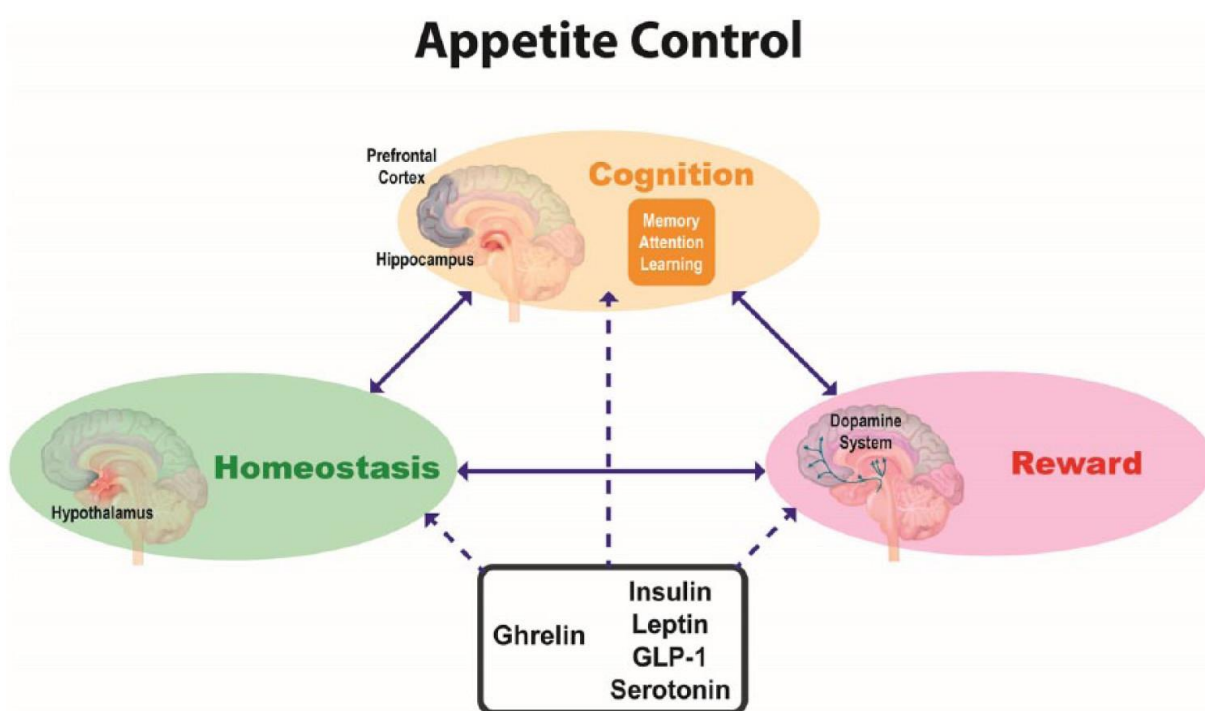 Appetite Control
Prefrontal
Cortex
Cognition
Memory
Attention
Learning
Hippocampus
Dopamine
System
Homeostasis
Reward
Hypothalamus
Ghrelin
Insulin
Leptin
GLP-1
Serotonin